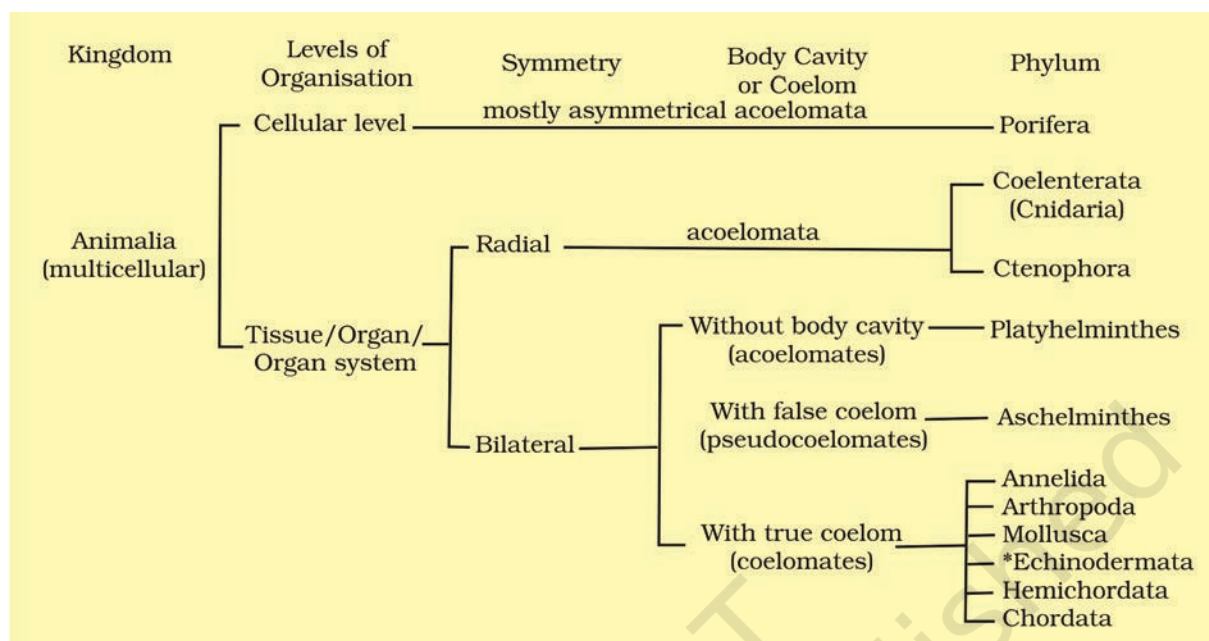 Kingdom
Levels of
Organisation
Symmetry
Body Cavity
or Coelom
Phylum
Cellular level
mostly asymmetrical acoelomata
Porifera
Animalia
(multicellular)
Radial
acoelomata
Coelenterata
(Cnidaria)
Ctenophora
Tissue/Organ/
Organ system
Bilateral
Without body cavity
(acoelomates)
Platyhelminthes
With false coelom
(pseudocoelomates)
Aschelminthes
With true coelom
(coelomates)
Annelida
Arthropoda
Mollusca
*Echinodermata
Hemichordata
Chordata